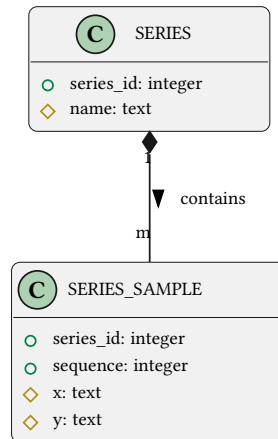 C SERIES
series_id: integer
name: text
1
contains
m
C SERIES_SAMPLE
series_id: integer
sequence: integer
x: text
y: text